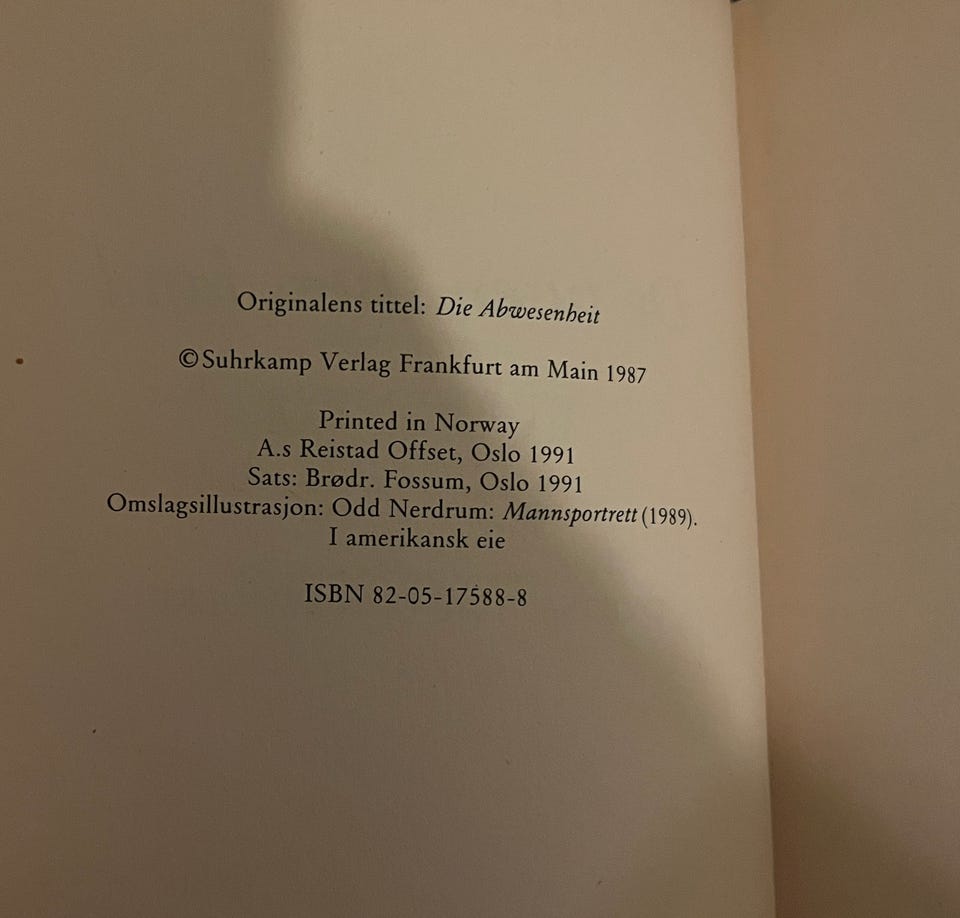 Originalens tittel: Die Abwesenheit
©Suhrkamp Verlag Frankfurt am Main 1987
Printed in Norway
A.s Reistad Offset, Oslo 1991
Sats: Brødr. Fossum, Oslo 1991
Omslagsillustrasjon: Odd Nerdrum: Mannsportrett (1989).
I amerikansk eie
ISBN 82-05-17588-8